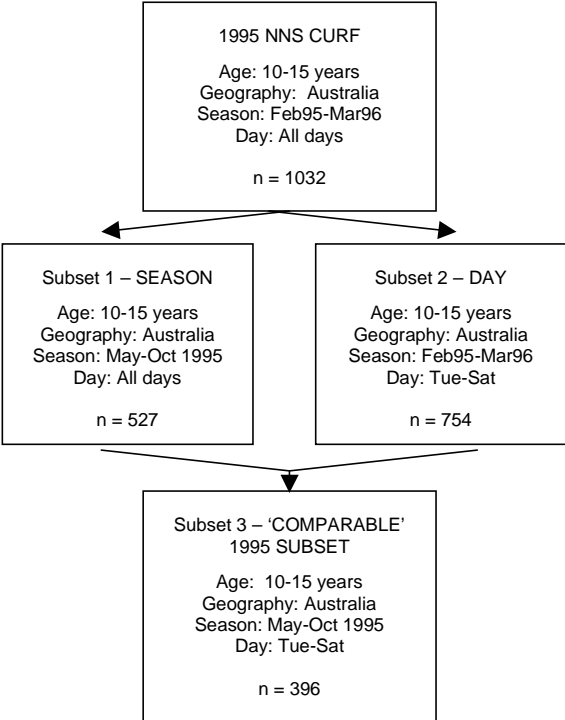 1995 NNS CURF
Age: 10-15 years
Geography: Australia
Season: Feb95-Mar96
Day: All days
n = 1032
Subset 1 – SEASON
Age: 10-15 years
Geography: Australia
Season: May-Oct 1995
Day: All days
n = 527
Subset 2 – DAY
Age: 10-15 years
Geography: Australia
Season: Feb95-Mar96
Day: Tue-Sat
n = 754
Subset 3 – ‘COMPARABLE’
1995 SUBSET
Age: 10-15 years
Geography: Australia
Season: May-Oct 1995
Day: Tue-Sat
n = 396